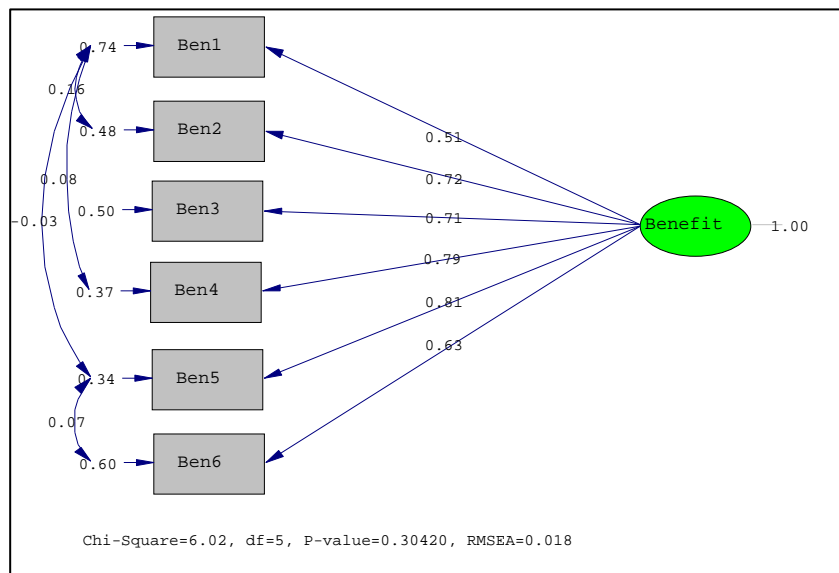 0.74 Ben1
0.16
0.51
0.48 Ben2
0.72
0.08
0.50 Ben3
0.71
-0.03
Benefit 1.00
0.79
0.37 Ben4
0.81
0.63
0.34 Ben5
0.07
0.60 Ben6
Chi-Square=6.02, df=5, P-value=0.30420, RMSEA=0.018